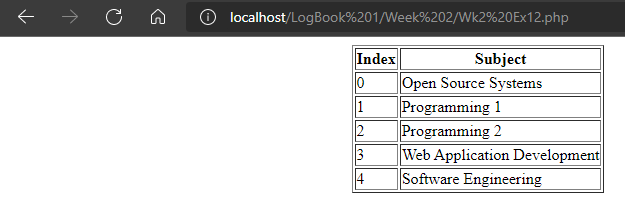 localhost/LogBook%201/Week%202/Wk2%20Ex12.php
Index Subject
0 Open Source Systems
1 Programming 1
2 Programming 2
3 Web Application Development
4 Software Engineering